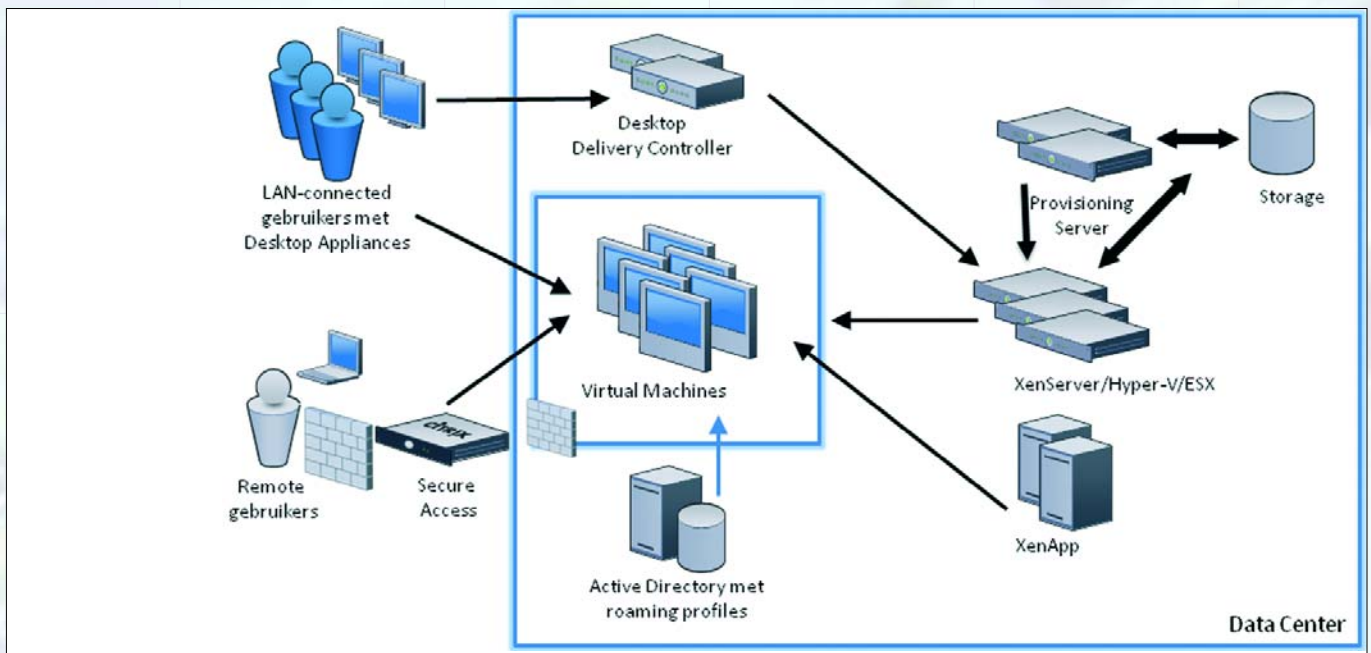 Desktop
Delivery Controller
LAN-connected
gebruikers met
Desktop Appliances
Provisioning
Server
Storage
Virtual Machines
XenServer/Hyper-V/ESX
CITRIX
Remote
gebruikers
Secure
Access
Active Directory met
roaming profiles
XenApp
Data Center